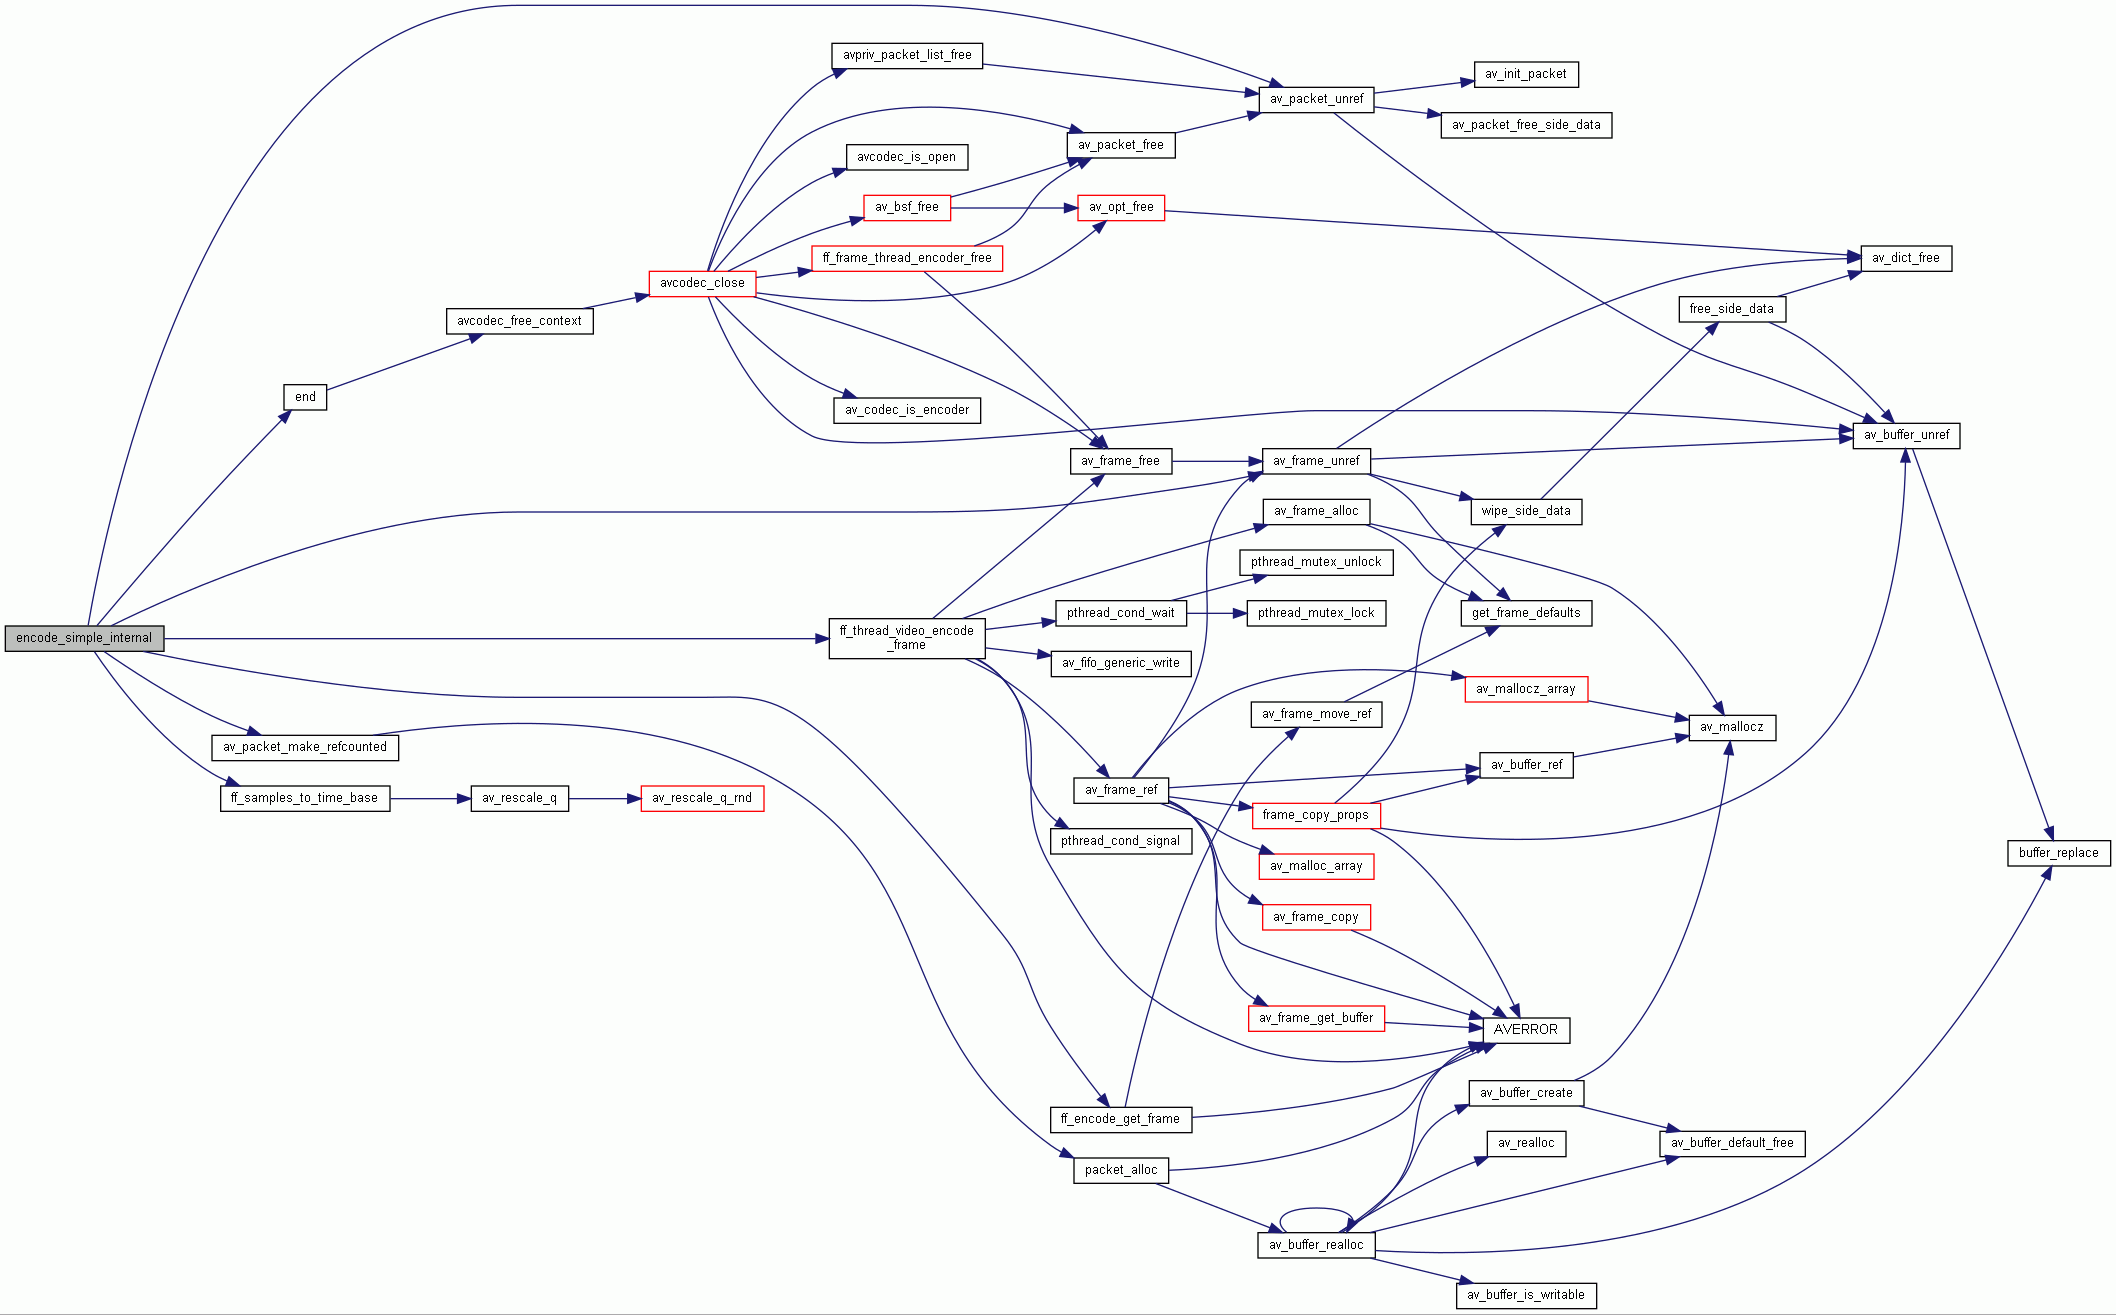 avpriv_packet_list_free
av_init_packet
av_packet_unref
av_packet_free_side_data
av_packet_free
avcodec_is_open
av_bsf_free
av_opt_free
ff_frame_thread_encoder_free
av_dict_free
avcodec_close
free_side_data
avcodec_free_context
end
av_codec_is_encoder
av_buffer_unref
av_frame_free
av_frame_unref
av_frame_alloc
wipe_side_data
pthread_mutex_unlock
pthread_cond_wait
pthread_mutex_lock
get_frame_defaults
encode_simple_internal
ff_thread_video_encode
_frame
av_fifo_generic_write
av_mallocz_array
av_frame_move_ref
av_mallocz
av_packet_make_refcounted
av_buffer_ref
av_frame_ref
ff_samples_to_time_base
av_rescale_q
av_rescale_q_rnd
frame_copy_props
pthread_cond_signal
buffer_replace
av_malloc_array
av_frame_copy
av_frame_get_buffer
AVERROR
av_buffer_create
ff_encode_get_frame
av_realloc
av_buffer_default_free
packet_alloc
av_buffer_realloc
av_buffer_is_writable